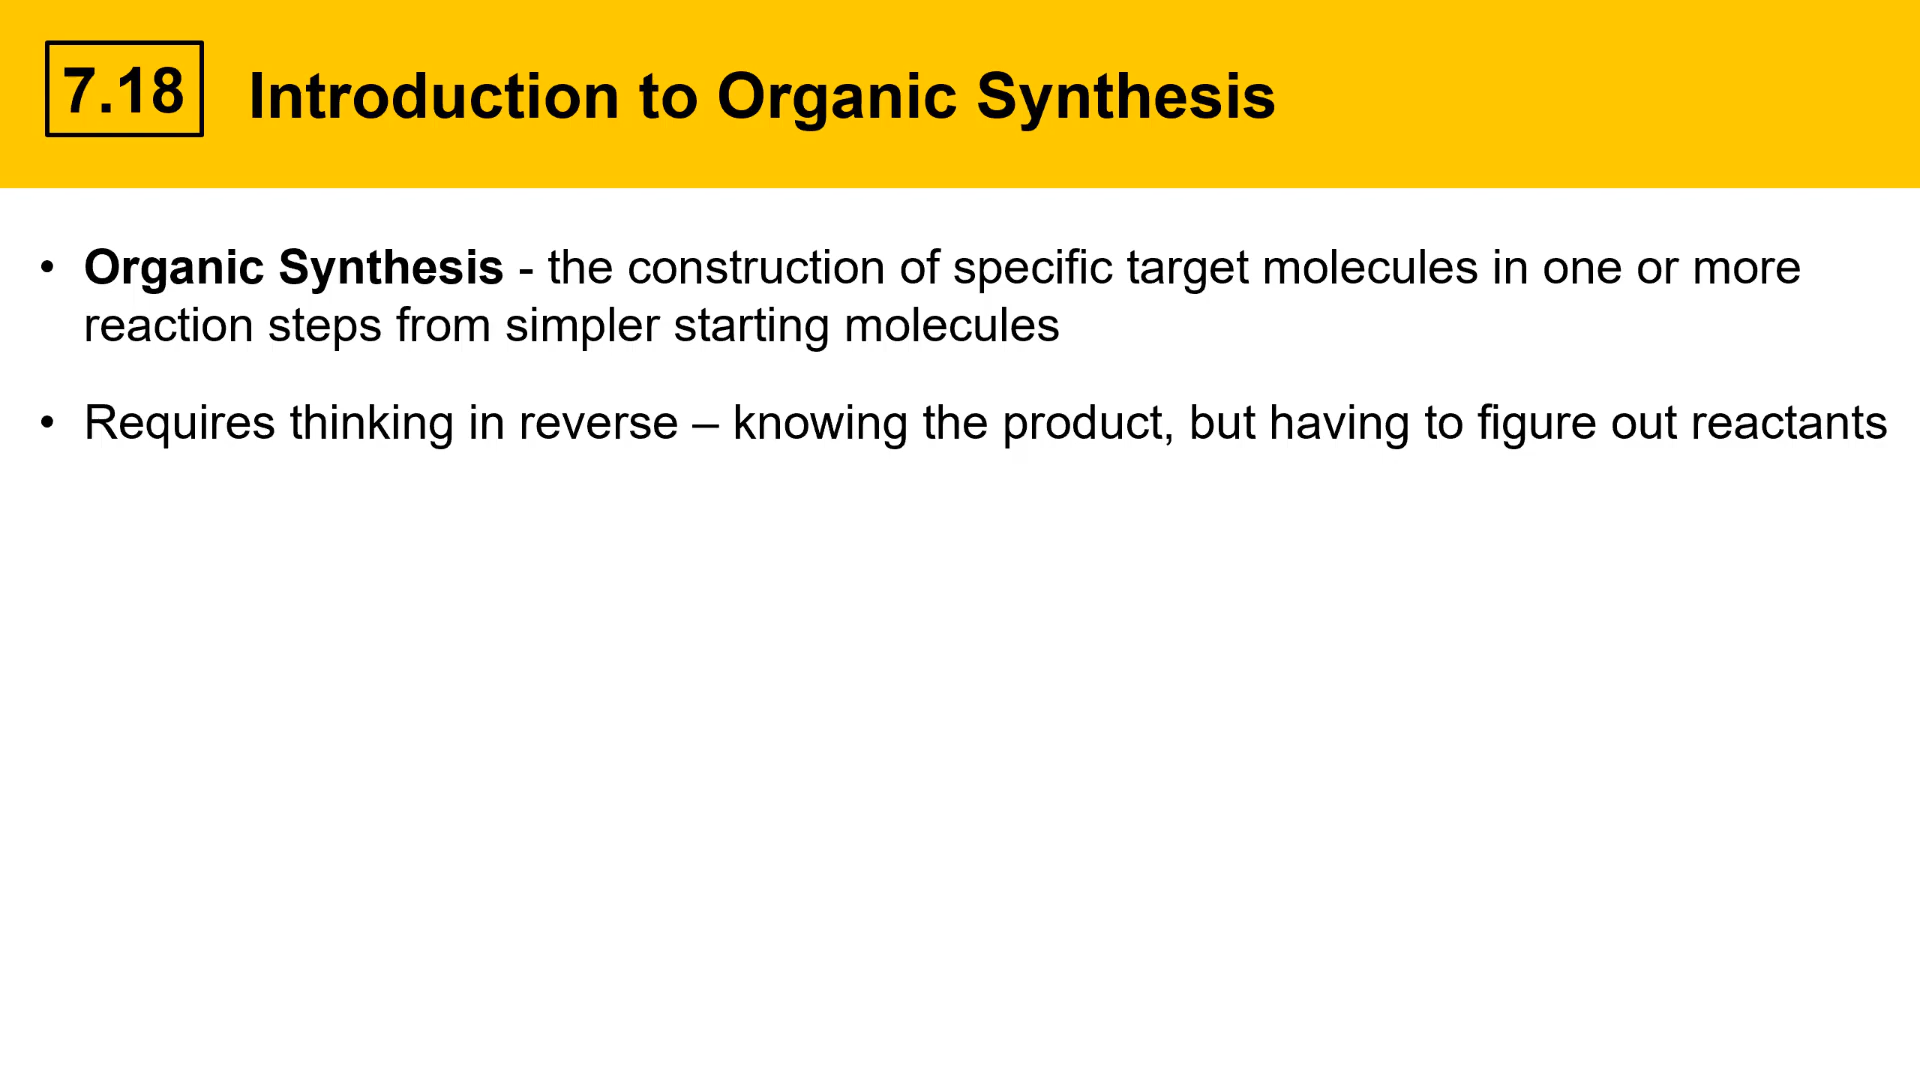 7.18 Introduction to Organic Synthesis
• Organic Synthesis - the construction of specific target molecules in one or more
reaction steps from simpler starting molecules
• Requires thinking in reverse – knowing the product, but having to figure out reactants